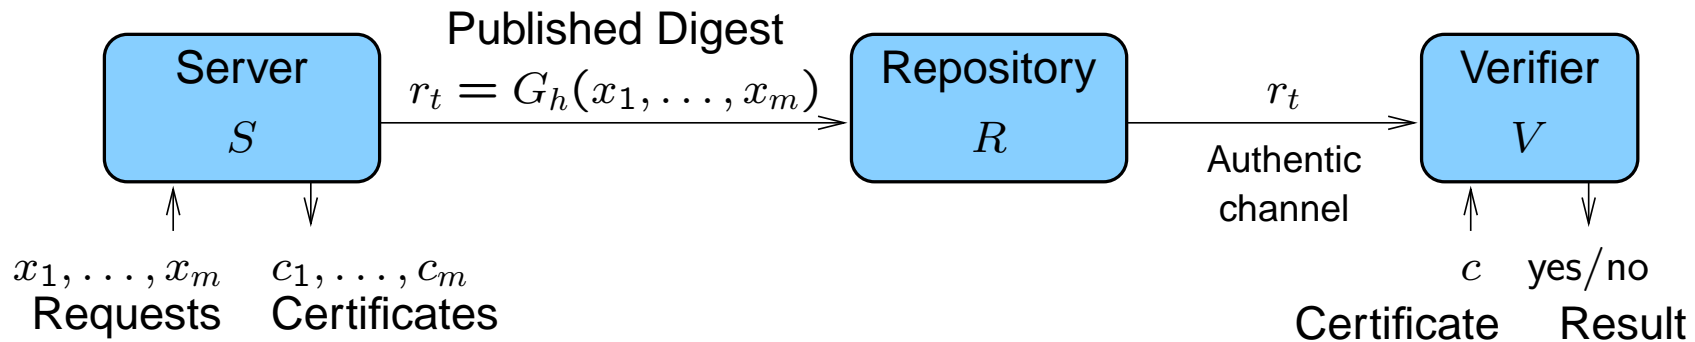 Published Digest
Server
r_t = G_h(x_1, . . . , x_m)
Repository
r_t
Verifier
S
R
Authentic
channel
V
x_1, . . . , x_m
c_1, . . . , c_m
c
yes/no
Requests
Certificates
Certificate
Result